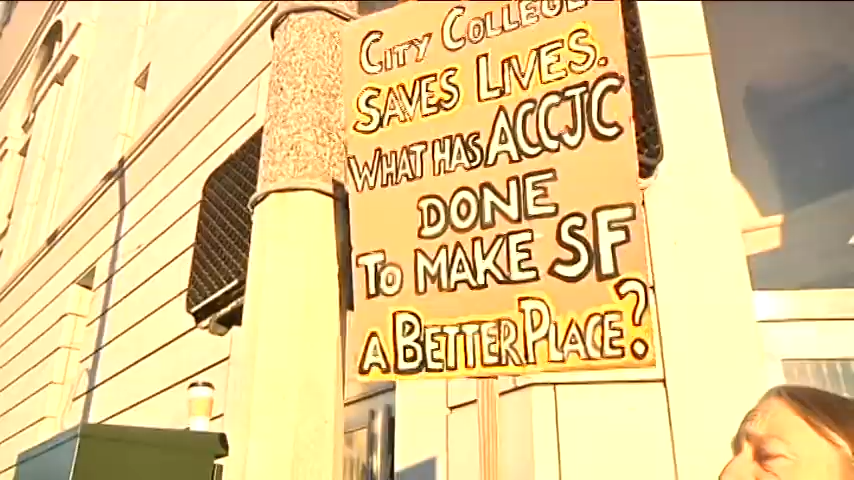 CITY COLLEGE
SAVES LIVES.
WHAT HAS ACCJC
DONE
TO MAKE SF
A BETTER PLACE?